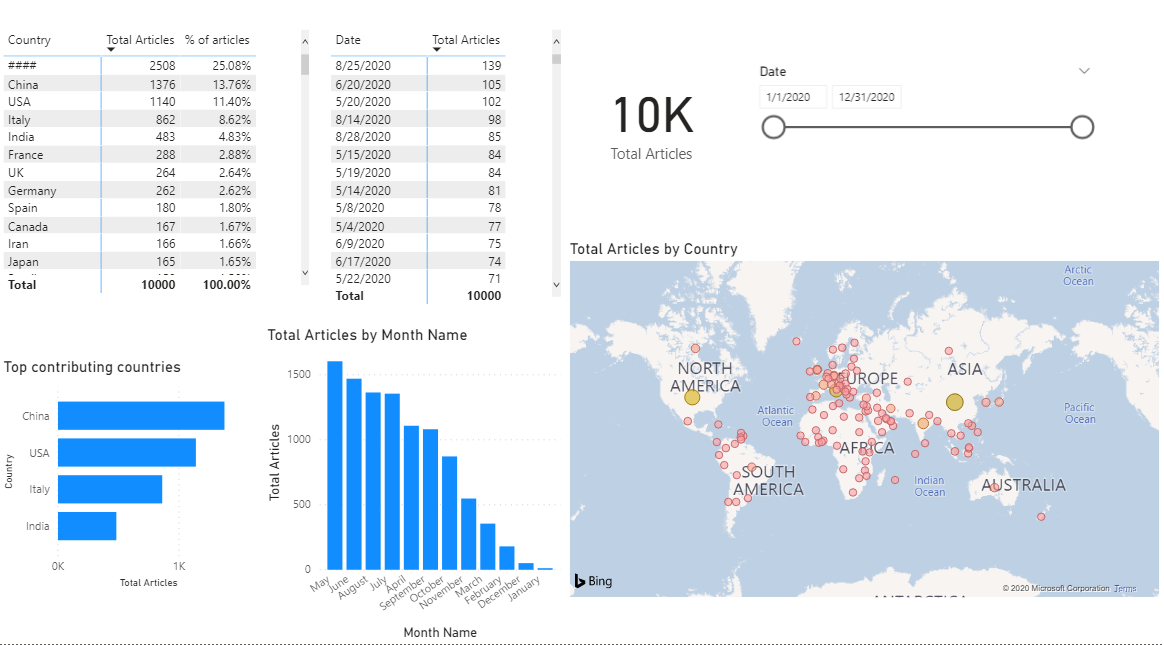 Country Total Articles % of articles
#### 2508 25.08%
China 1376 13.76%
USA 1140 11.40%
Italy 862 8.62%
India 483 4.83%
France 288 2.88%
UK 264 2.64%
Germany 262 2.62%
Spain 180 1.80%
Canada 167 1.67%
Iran 166 1.66%
Japan 165 1.65%
Total 10000 100.00%
Date Total Articles
8/25/2020 139
6/20/2020 105
5/20/2020 102
8/14/2020 98
8/28/2020 85
5/15/2020 84
5/19/2020 84
5/14/2020 81
5/8/2020 78
5/4/2020 77
6/9/2020 75
6/17/2020 74
5/22/2020 71
Total 10000
10K
Total Articles
Date
1/1/2020 12/31/2020
Top contributing countries
Country
China
USA
Italy
India
0K 1K
Total Articles
Total Articles by Month Name
Total Articles
1500
1000
500
0
May June August July April September October November March February December January
Month Name
Total Articles by Country
Arctic
Ocean
NORTH
AMERICA
EUROPE
ASIA
Atlantic
Ocean
Pacific
Ocean
AFRICA
SOUTH
AMERICA
Indian
Ocean
AUSTRALIA
Bing
© 2020 Microsoft Corporation Terms